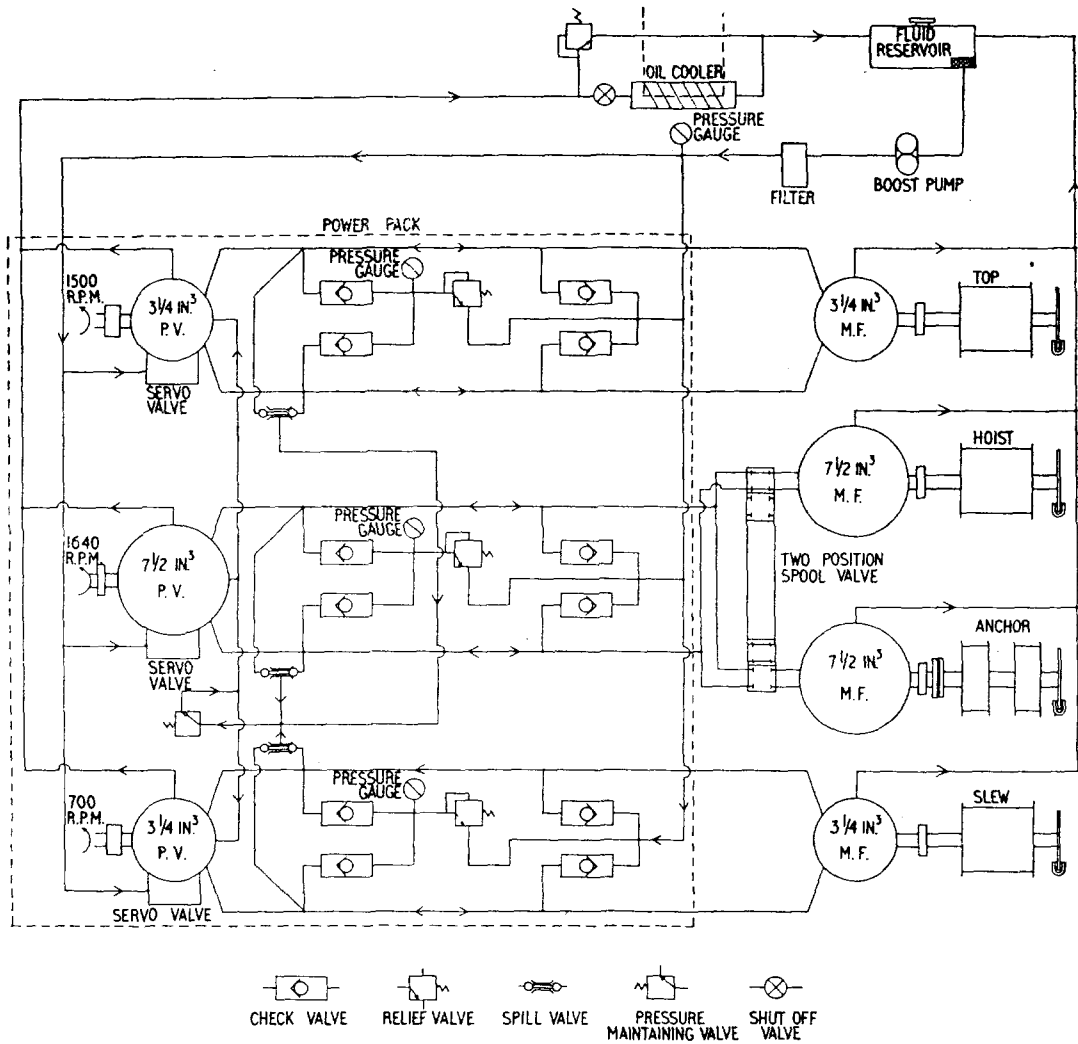 FLUID
RESERVOIR
OIL COOLER
PRESSURE
GAUGE
FILTER
BOOST PUMP
POWER PACK
PRESSURE
GAUGE
1500
R.P.M.
3 1/4 IN.³
P.V.
SERVO
VALVE
3 1/4 IN.³
M.F.
TOP
7 1/2 IN.³
M.F.
HOIST
PRESSURE
GAUGE
1640
R.P.M.
7 1/2 IN.³
P.V.
SERVO
VALVE
TWO POSITION
SPOOL VALVE
7 1/2 IN.³
M.F.
ANCHOR
PRESSURE
GAUGE
700
R.P.M.
3 1/4 IN.³
P.V.
SERVO VALVE
3 1/4 IN.³
M.F.
SLEW
CHECK VALVE
RELIEF VALVE
SPILL VALVE
PRESSURE
MAINTAINING VALVE
SHUT OFF
VALVE